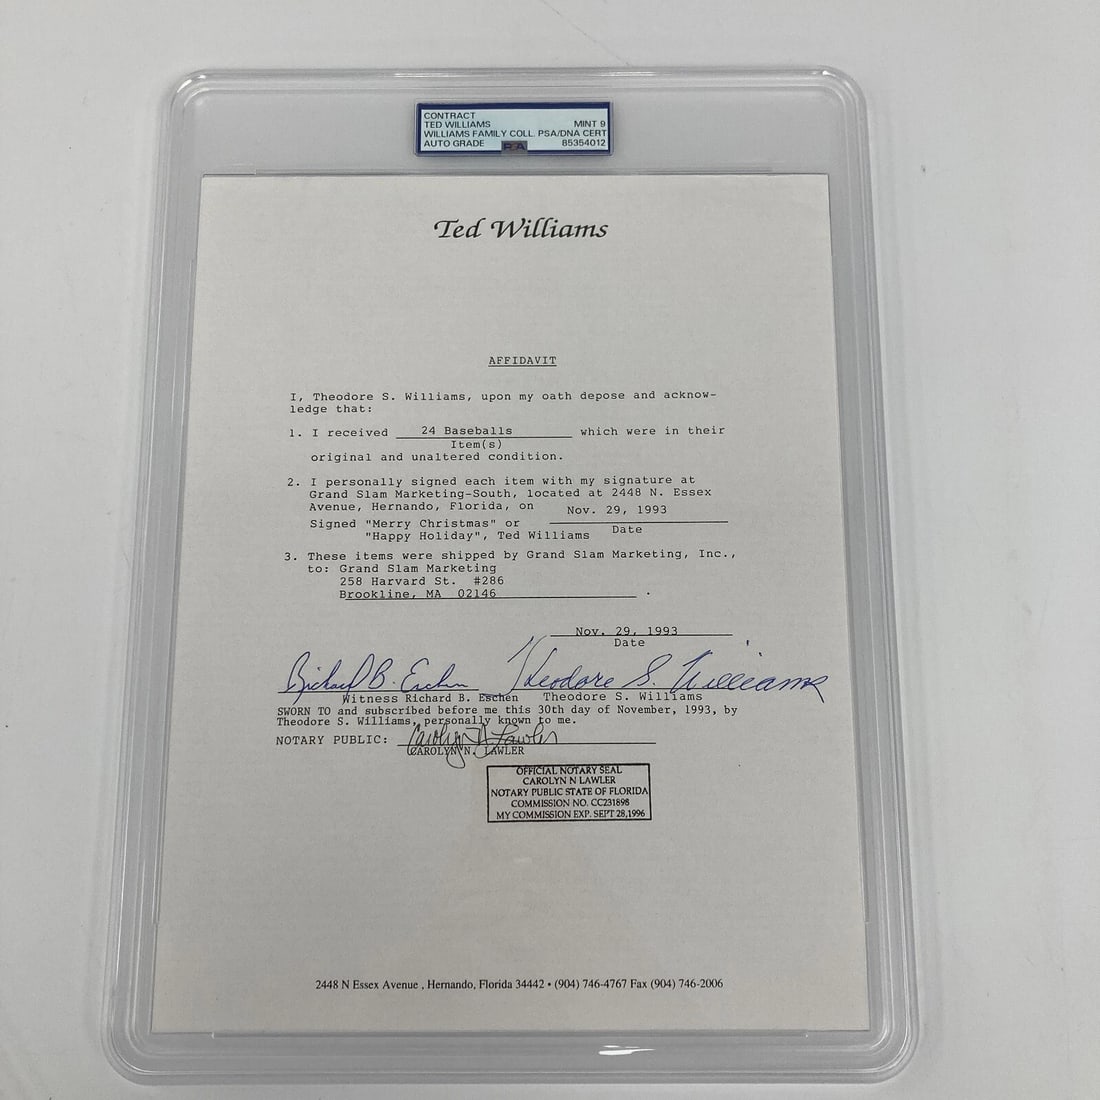 CONTRACT
TED WILLIAMS MINT 9
WILLIAMS FAMILY COLL. PSA/DNA CERT
AUTO GRADE PSA 85354012
Ted Williams
AFFIDAVIT
I, Theodore S. Williams, upon my oath depose and acknow-
ledge that:
1. I received 24 Baseballs which were in their
Item(s)
original and unaltered condition.
2. I personally signed each item with my signature at
Grand Slam Marketing-South, located at 2448 N. Essex
Avenue, Hernando, Florida, on Nov. 29, 1993
Signed "Merry Christmas" or Date
"Happy Holiday", Ted Williams
3. These items were shipped by Grand Slam Marketing, Inc.,
to: Grand Slam Marketing
258 Harvard St. #286
Brookline, MA 02146 .
Nov. 29, 1993
Date
Richard B. Eschen Theodore S. Williams
Witness Richard B. Eschen Theodore S. Williams
SWORN TO and subscribed before me this 30th day of November, 1993, by
Theodore S. Williams, personally known to me.
NOTARY PUBLIC: Carolyn N. Lawler
CAROLYN N. LAWLER
OFFICIAL NOTARY SEAL
CAROLYN N LAWLER
NOTARY PUBLIC STATE OF FLORIDA
COMMISSION NO. CC231898
MY COMMISSION EXP. SEPT 28,1996
2448 N Essex Avenue , Hernando, Florida 34442 • (904) 746-4767 Fax (904) 746-2006